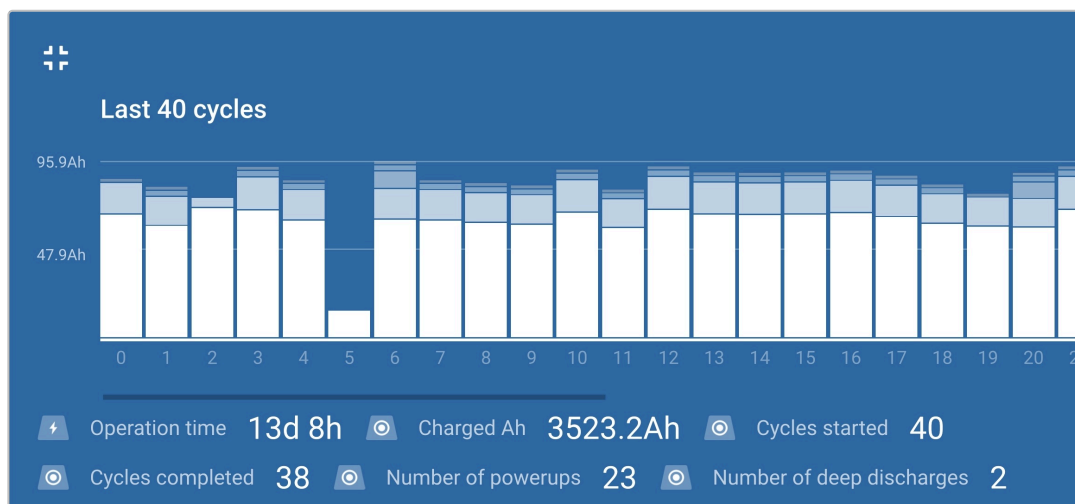 Last 40 cycles
95.9Ah
47.9Ah
0 1 2 3 4 5 6 7 8 9 10 11 12 13 14 15 16 17 18 19 20 2
Operation time 13d 8h Charged Ah 3523.2Ah Cycles started 40
Cycles completed 38 Number of powerups 23 Number of deep discharges 2